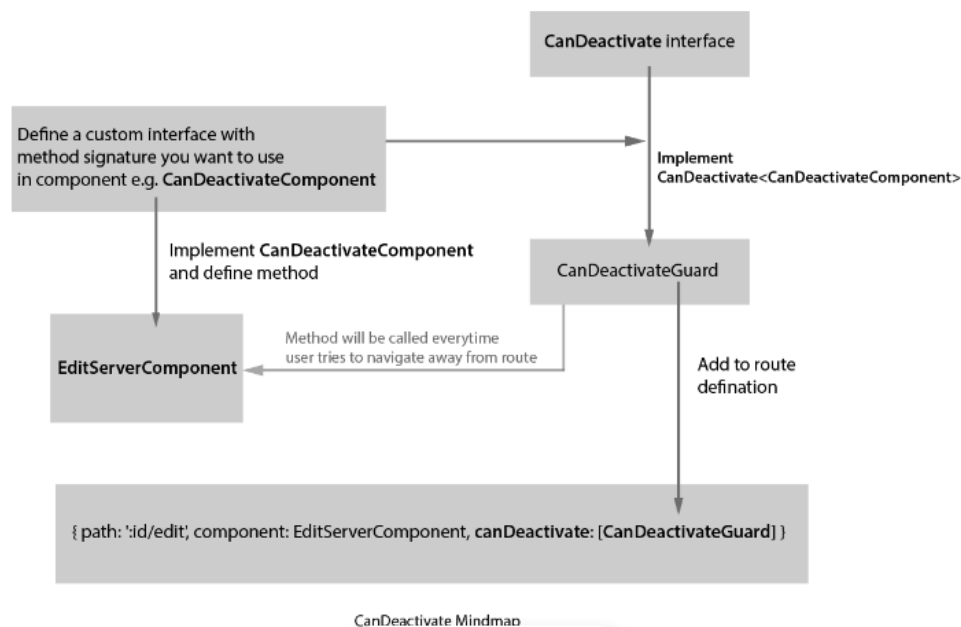 CanDeactivate interface
Define a custom interface with
method signature you want to use
in component e.g. CanDeactivateComponent
Implement
CanDeactivate<CanDeactivateComponent>
Implement CanDeactivateComponent
and define method
CanDeactivateGuard
Method will be called everytime
user tries to navigate away from route
EditServerComponent
Add to route
defination
{ path: ':id/edit', component: EditServerComponent, canDeactivate: [CanDeactivateGuard] }
CanDeactivate Mindmap